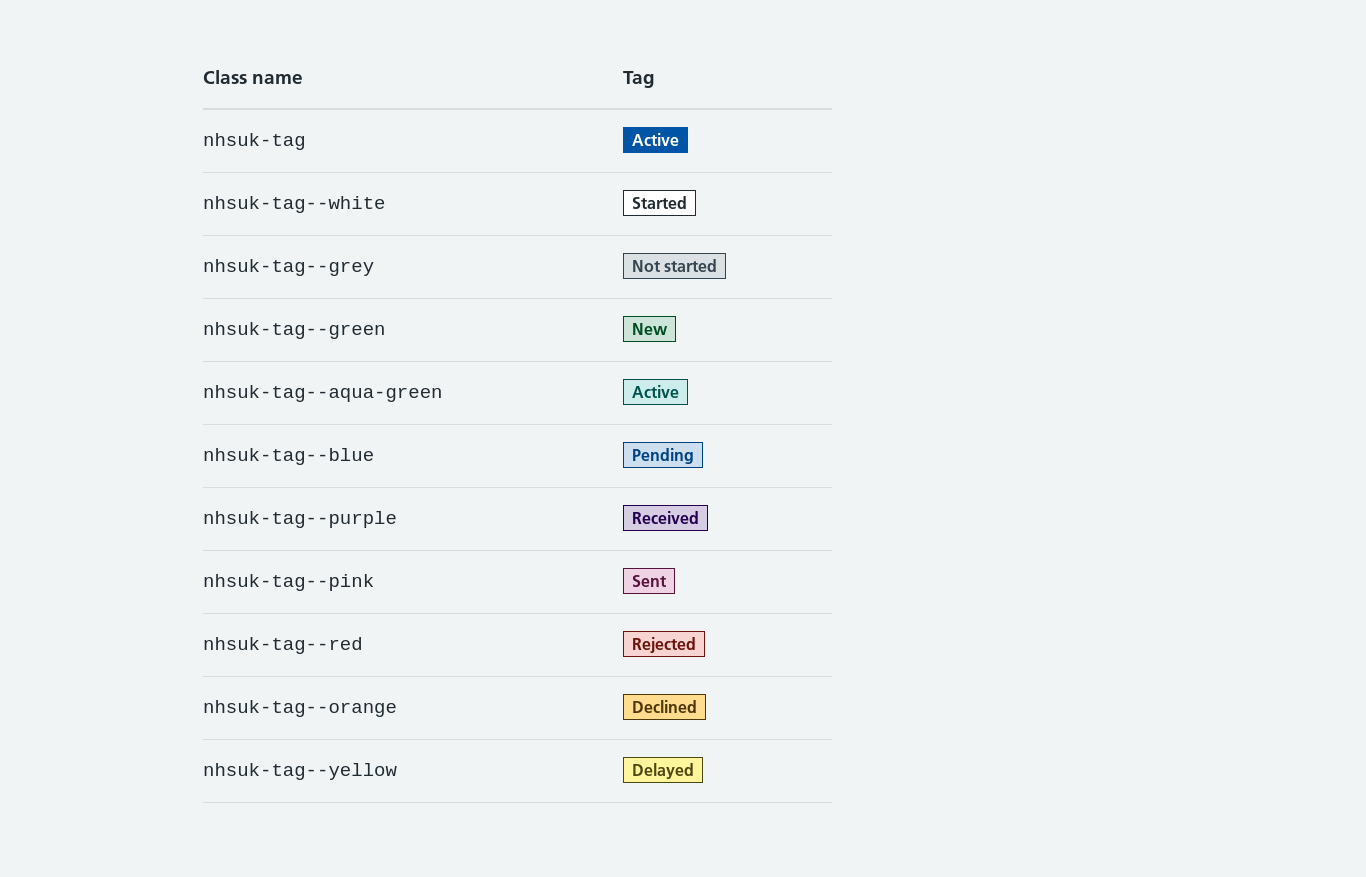 Class name Tag
nhsuk-tag Active
nhsuk-tag--white Started
nhsuk-tag--grey Not started
nhsuk-tag--green New
nhsuk-tag--aqua-green Active
nhsuk-tag--blue Pending
nhsuk-tag--purple Received
nhsuk-tag--pink Sent
nhsuk-tag--red Rejected
nhsuk-tag--orange Declined
nhsuk-tag--yellow Delayed